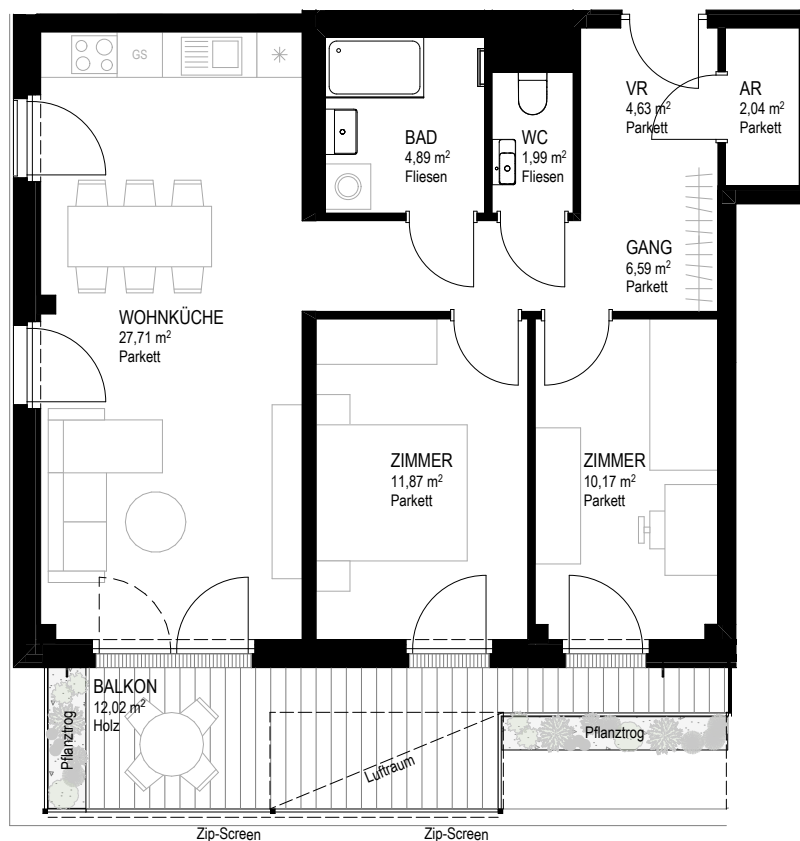 GS
VR
4,63 m²
Parkett
AR
2,04 m²
Parkett
BAD
4,89 m²
Fliesen
WC
1,99 m²
Fliesen
GANG
6,59 m²
Parkett
WOHNKÜCHE
27,71 m²
Parkett
ZIMMER
11,87 m²
Parkett
ZIMMER
10,17 m²
Parkett
BALKON
12,02 m²
Holz
Pflanztrog
Pflanztrog
Luftraum
Zip-Screen
Zip-Screen